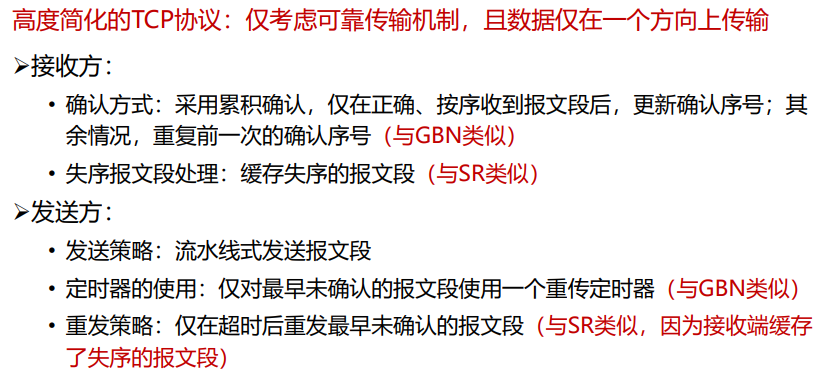 高度简化的TCP协议：仅考虑可靠传输机制，且数据仅在一个方向上传输
➢接收方：
• 确认方式：采用累积确认，仅在正确、按序收到报文段后，更新确认序号；其
余情况，重复前一次的确认序号（与GBN类似）
• 失序报文段处理：缓存失序的报文段（与SR类似）
➢发送方：
• 发送策略：流水线式发送报文段
• 定时器的使用：仅对最早未确认的报文段使用一个重传定时器（与GBN类似）
• 重发策略：仅在超时后重发最早未确认的报文段（与SR类似，因为接收端缓存
了失序的报文段）